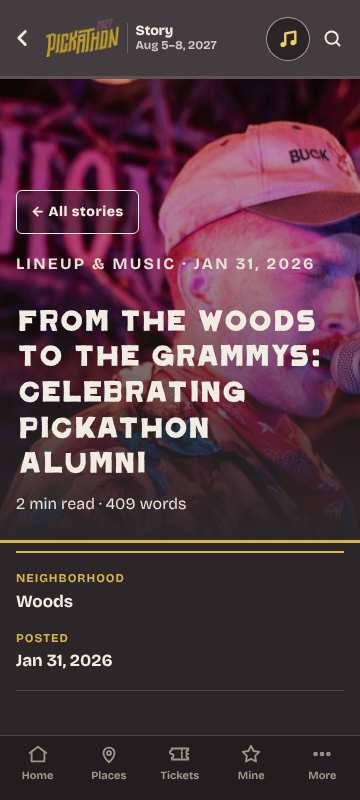 2027
PICKATHON
Story
Aug 5–8, 2027
BUCK
← All stories
LINEUP & MUSIC · JAN 31, 2026
FROM THE WOODS
TO THE GRAMMYS:
CELEBRATING
PICKATHON
ALUMNI
2 min read · 409 words
NEIGHBORHOOD
Woods
POSTED
Jan 31, 2026
Home
Places
Tickets
Mine
More